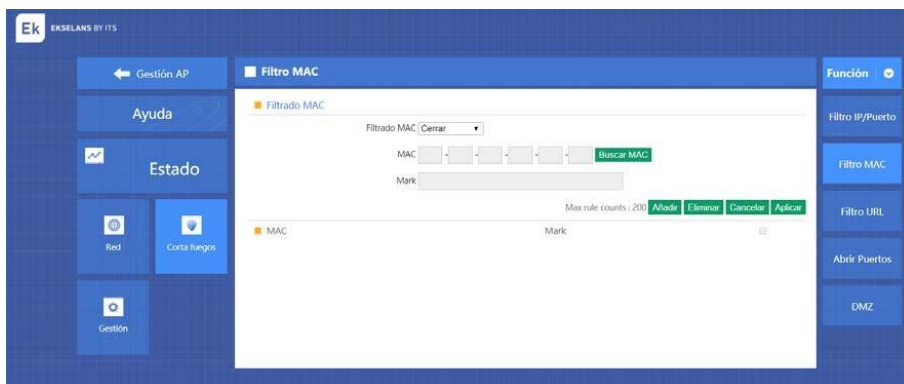 Ek EKSELANS BY ITS
Gestión AP
Ayuda
Estado
Red
Corta fuegos
Gestión
Filtro MAC
Filtrado MAC
Filtrado MAC Cerrar
MAC - - - - - Buscar MAC
Mark
Max rule counts : 200 Añadir Eliminar Cancelar Aplicar
MAC Mark
Función
Filtro IP/Puerto
Filtro MAC
Filtro URL
Abrir Puertos
DMZ